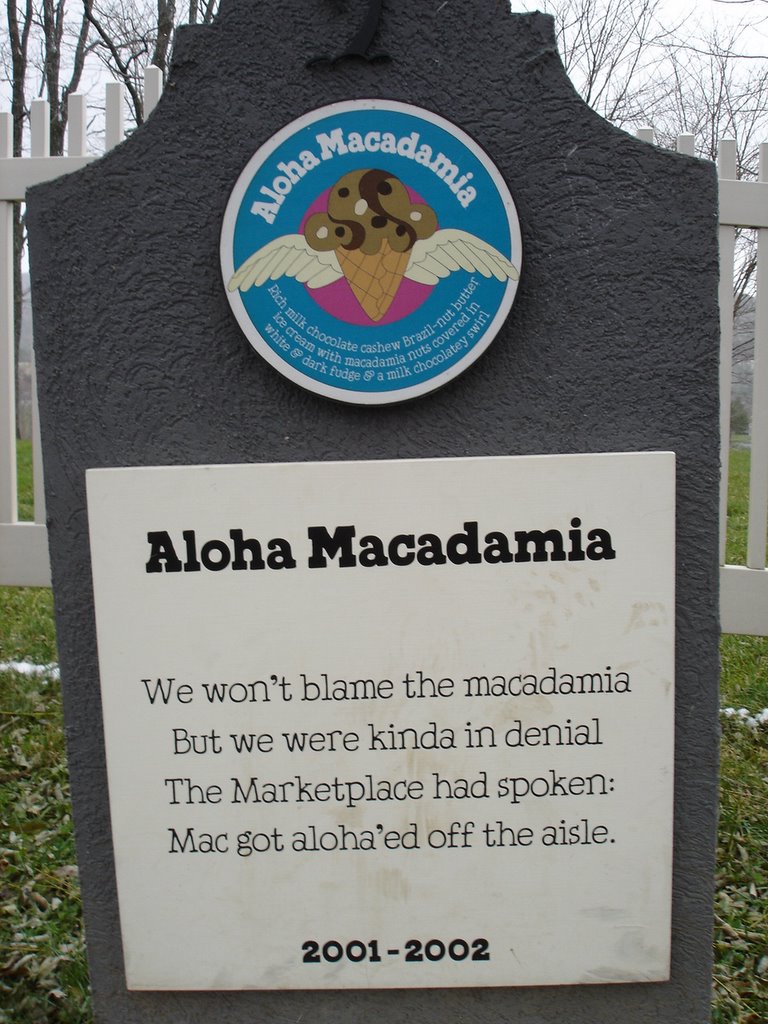 Aloha Macadamia
Rich milk chocolate cashew Brazil-nut butter
ice cream with macadamia nuts covered in
white & dark fudge & a milk chocolatey swirl
Aloha Macadamia
We won't blame the macadamia
But we were kinda in denial
The Marketplace had spoken:
Mac got aloha'ed off the aisle.
2001-2002